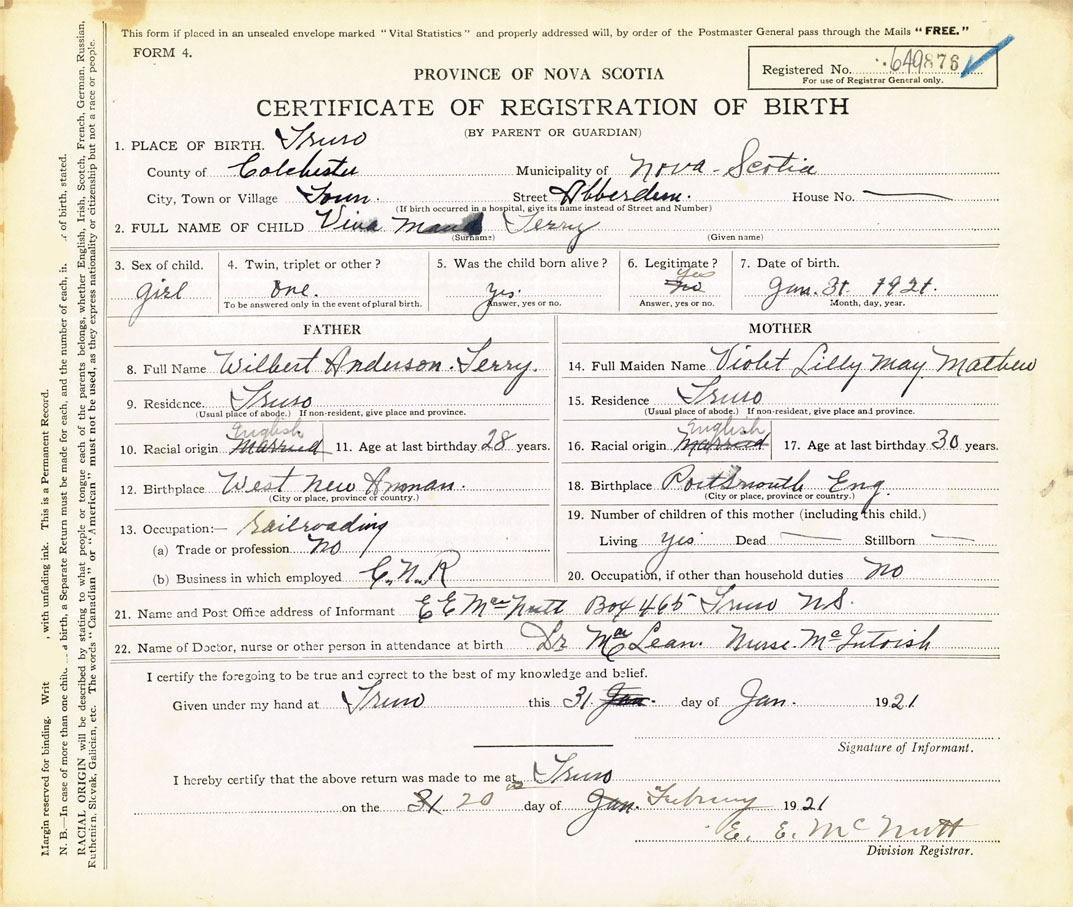 This form if placed in an unsealed envelope marked "Vital Statistics" and properly addressed will, by order of the Postmaster General pass through the Mails "FREE."
FORM 4.
PROVINCE OF NOVA SCOTIA
Registered No. 649876
For use of Registrar General only.
CERTIFICATE OF REGISTRATION OF BIRTH
(BY PARENT OR GUARDIAN)
1. PLACE OF BIRTH. Truro
County of Colchester Municipality of Nova-Scotia
City, Town or Village Town. Street Abberdein. House No.
(If birth occurred in a hospital, give its name instead of Street and Number)
2. FULL NAME OF CHILD Viva Maud Terry
(Surname) (Given name)
3. Sex of child. 4. Twin, triplet or other? 5. Was the child born alive? 6. Legitimate? 7. Date of birth.
yes
girl One. yes. no Jan. 31. 1921.
To be answered only in the event of plural birth. Answer, yes or no. Answer, yes or no. Month, day, year.
FATHER MOTHER
8. Full Name Wilbert Anderson Terry. 14. Full Maiden Name Violet Lilly May Mathew
9. Residence. Truro 15. Residence Truro
(Usual place of abode.) If non-resident, give place and province. (Usual place of abode.) If non-resident, give place and province.
English English
10. Racial origin Married 11. Age at last birthday 28 years. 16. Racial origin Married 17. Age at last birthday 30 years.
12. Birthplace West New Annan. 18. Birthplace Portsmouth Eng.
(City or place, province or country.) (City or place, province or country.)
13. Occupation:— railroading 19. Number of children of this mother (including this child.)
(a) Trade or profession no Living yes Dead Stillborn
(b) Business in which employed C.N.R 20. Occupation, if other than household duties no
21. Name and Post Office address of Informant E E McNutt Box 465 Truro N.S.
22. Name of Doctor, nurse or other person in attendance at birth Dr McLean. Nurse McIntoish
I certify the foregoing to be true and correct to the best of my knowledge and belief.
Given under my hand at Truro this 31 Jan. day of Jan. 1921
Signature of Informant.
I hereby certify that the above return was made to me at Truro
on the 31 20 day of Jan. Februry 1921
E. E. McNutt
Division Registrar.
Margin reserved for binding. Writ , with unfading ink. This is a Permanent Record.
N. B.—In case of more than one chil a birth, a Separate Return must be made for each, and the number of each, i of birth, stated.
RACIAL ORIGIN will be described by stating to what people or tongue each of the parents belongs, whether English, Irish, Scotch, French, German, Russian,
Ruthenian, Slovak, Galician, etc. The words "Canadian" or "American" must not be used, as they express nationality or citizenship but not a race or people.